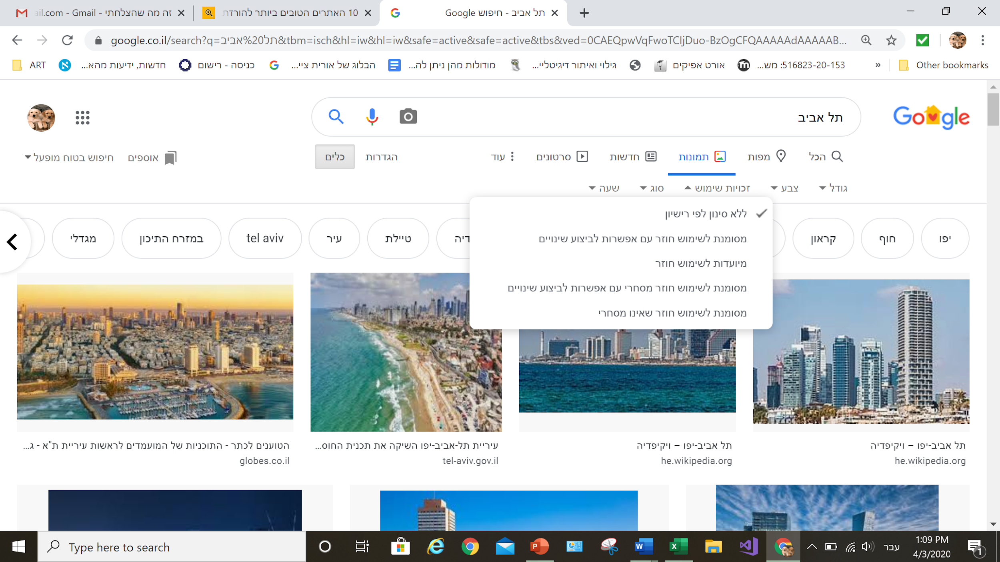 זה מה שהצלחתי - ail.com - Gmail
10 האתרים הטובים ביותר להורדת
תל אביב - חיפוש Google
google.co.il/search?q=תל%20אביב&tbm=isch&hl=iw&hl=iw&safe=active&safe=active&tbs&ved=0CAEQpwVqFwoTCIjDuo-BzOgCFQAAAAAdAAAAAB...
ART
חדשות, ידיעות מהא...
כניסה - רישום
הבלוג של אורית ציי...
מודולות מהן ניתן לה...
גילוי ואיתור דיגיטליי...
אורט אפיקים
516823-20-153: מש...
»
Other bookmarks
Google
תל אביב
הכל
מפות
תמונות
חדשות
סרטונים
עוד
הגדרות
כלים
אוספים
חיפוש בטוח מופעל
גודל
צבע
זכויות שימוש
סוג
שעה
ללא סינון לפי רישיון
מסומנת לשימוש חוזר עם אפשרות לביצוע שינויים
מיועדות לשימוש חוזר
מסומנת לשימוש חוזר מסחרי עם אפשרות לביצוע שינויים
מסומנת לשימוש חוזר שאינו מסחרי
יפו
חוף
קראון
טיילת
עיר
tel aviv
במזרח התיכון
מגדלי
תל אביב-יפו – ויקיפדיה
he.wikipedia.org
תל אביב-יפו – ויקיפדיה
he.wikipedia.org
עיריית תל-אביב-יפו השיקה את תכנית החוס...
tel-aviv.gov.il
הטוענים לכתר - התוכניות של המועמדים לראשות עיריית ת"א - ג...
globes.co.il
Type here to search
עבר
1:09 PM
4/3/2020
1